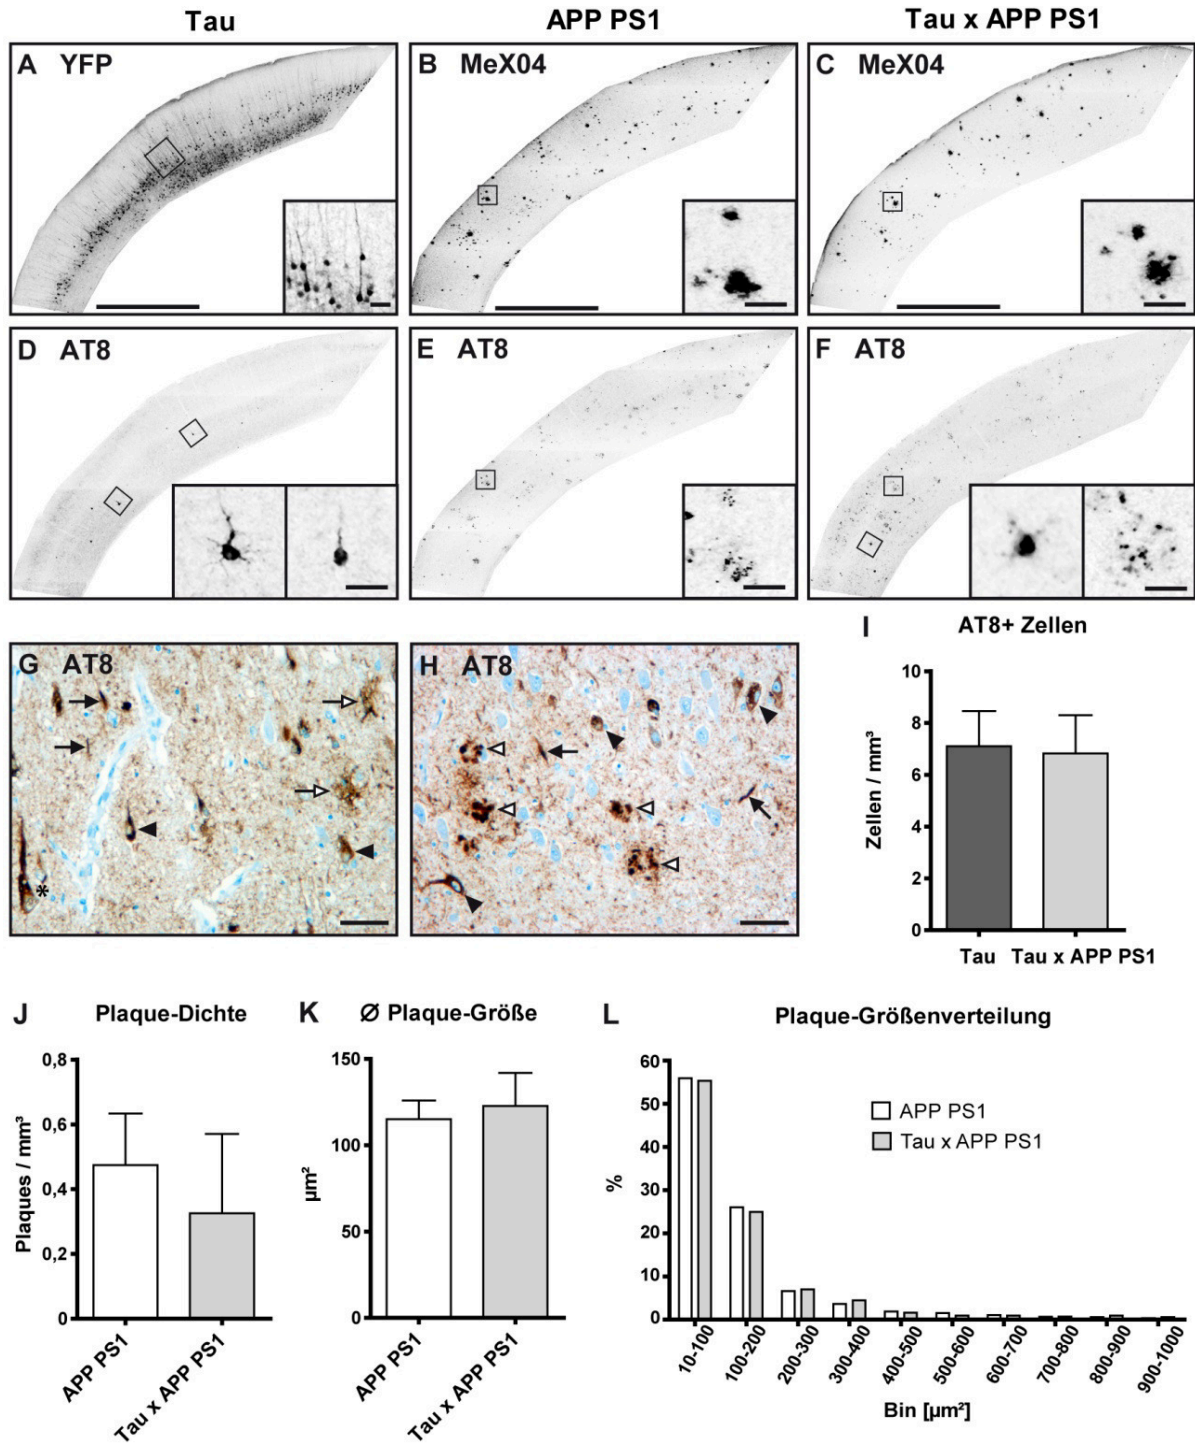 Tau APP PS1 Tau x APP PS1
A YFP B MeX04 C MeX04
D AT8 E AT8 F AT8
G AT8 H AT8
*
I AT8+ Zellen
10
8
6
4
2
0
Zellen / mm³
Tau Tau x APP PS1
J Plaque-Dichte
0,8
0,6
0,4
0,2
0
Plaques / mm³
APP PS1
Tau x APP PS1
K Ø Plaque-Größe
150
100
50
0
µm²
APP PS1
Tau x APP PS1
L Plaque-Größenverteilung
60
50
40
30
20
10
0
%
APP PS1
Tau x APP PS1
10-100
100-200
200-300
300-400
400-500
500-600
600-700
700-800
800-900
900-1000
Bin [µm²]